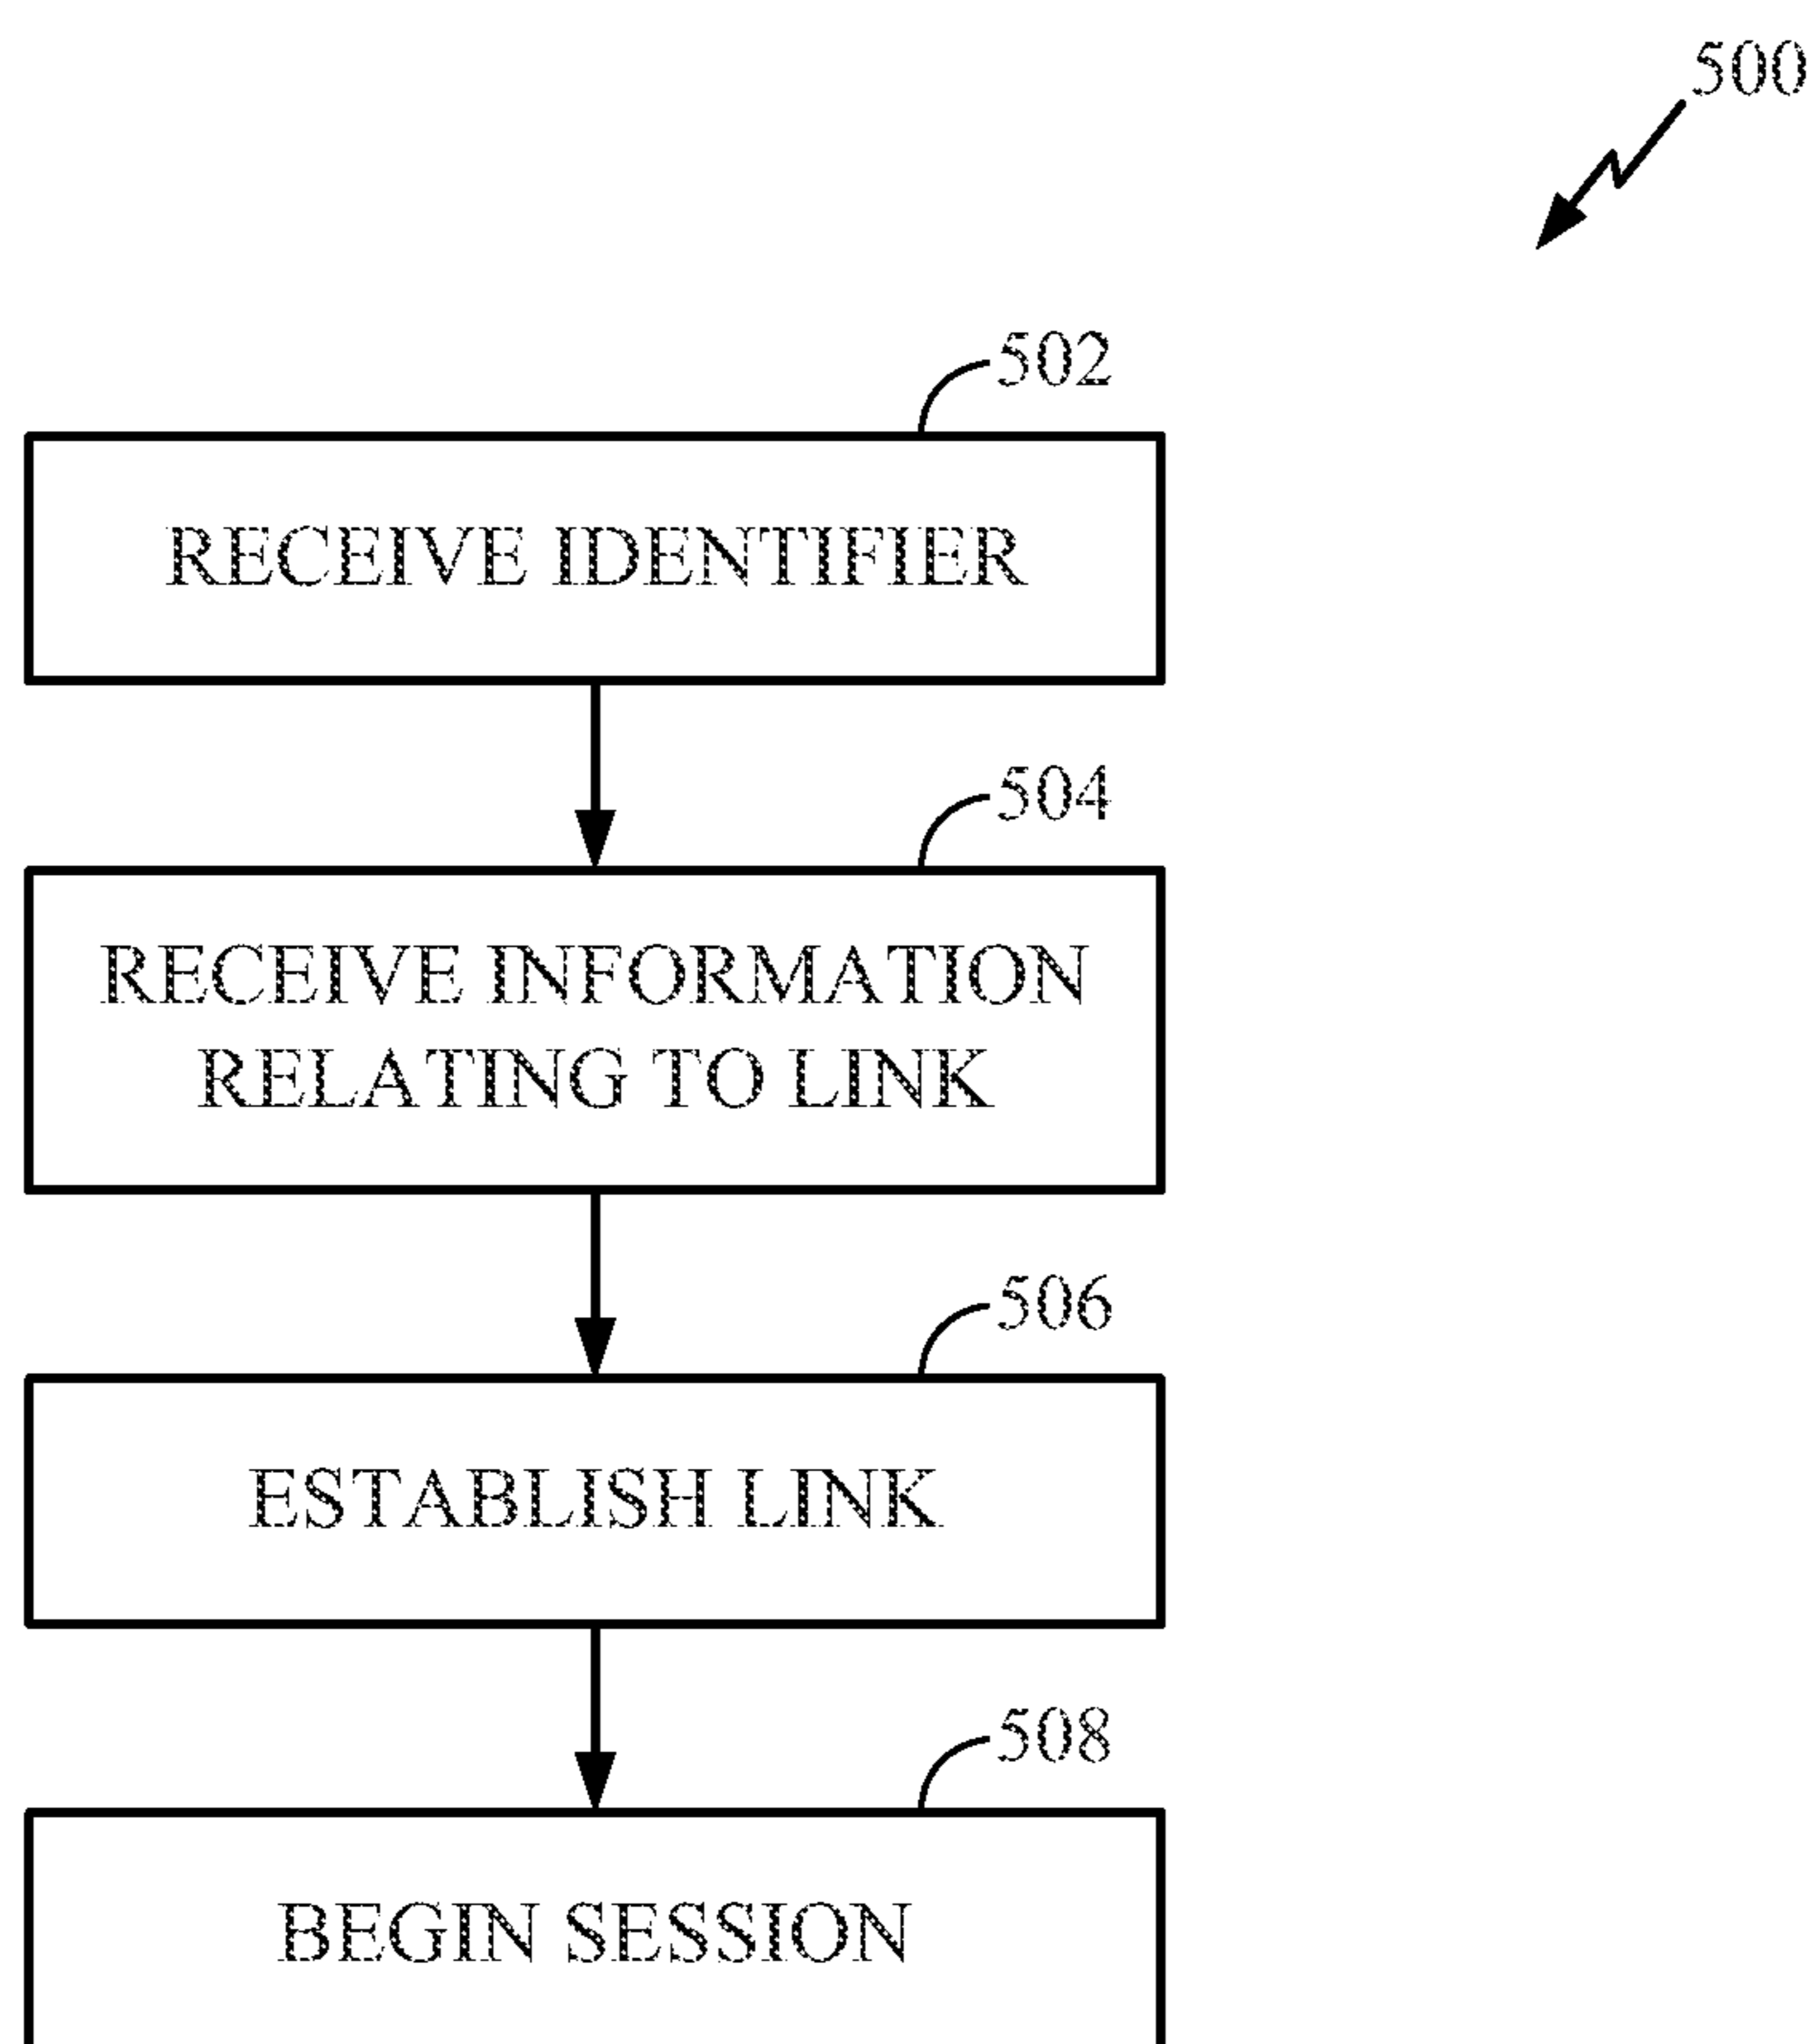 500
502
RECEIVE IDENTIFIER
504
RECEIVE INFORMATION
RELATING TO LINK
506
ESTABLISH LINK
508
BEGIN SESSION